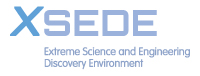 XSEDE
Extreme Science and Engineering
Discovery Environment